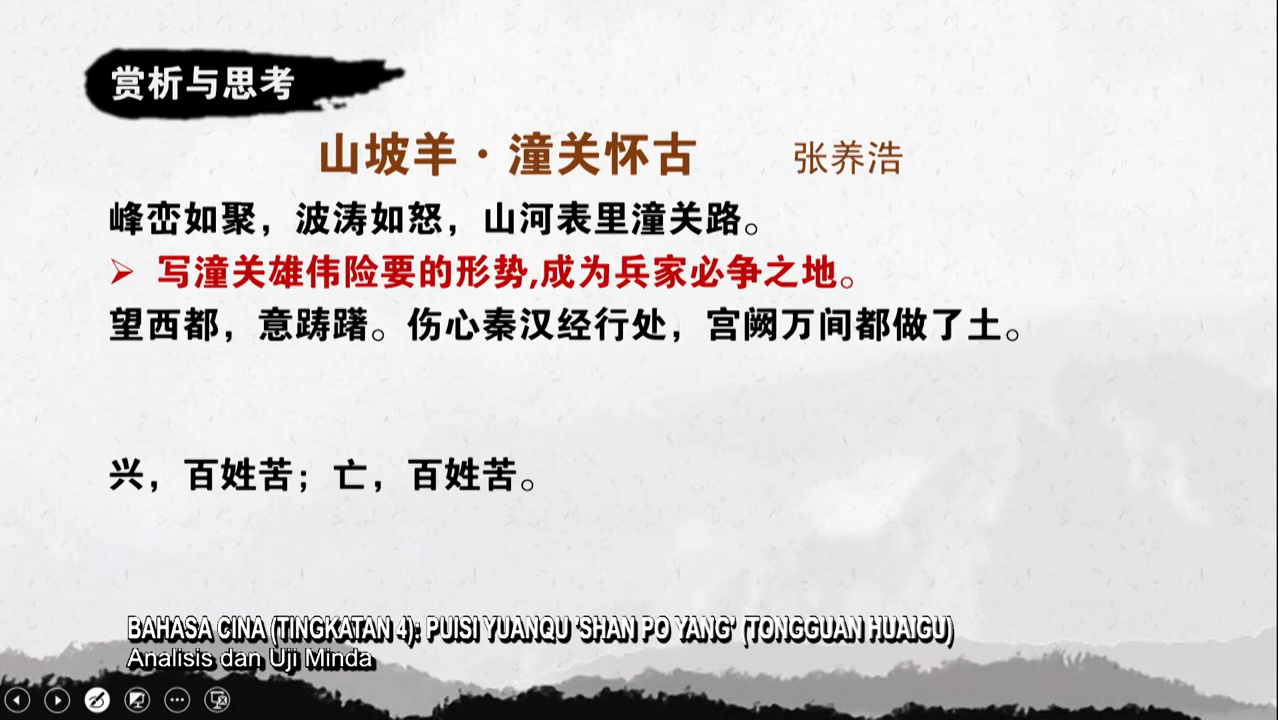 赏析与思考
山坡羊·潼关怀古 张养浩
峰峦如聚，波涛如怒，山河表里潼关路。
➢ 写潼关雄伟险要的形势,成为兵家必争之地。
望西都，意踌躇。伤心秦汉经行处，宫阙万间都做了土。
兴，百姓苦；亡，百姓苦。
BAHASA CINA (TINGKATAN 4): PUISI YUANQU 'SHAN PO YANG' (TONGGUAN HUAIGU)
Analisis dan Uji Minda